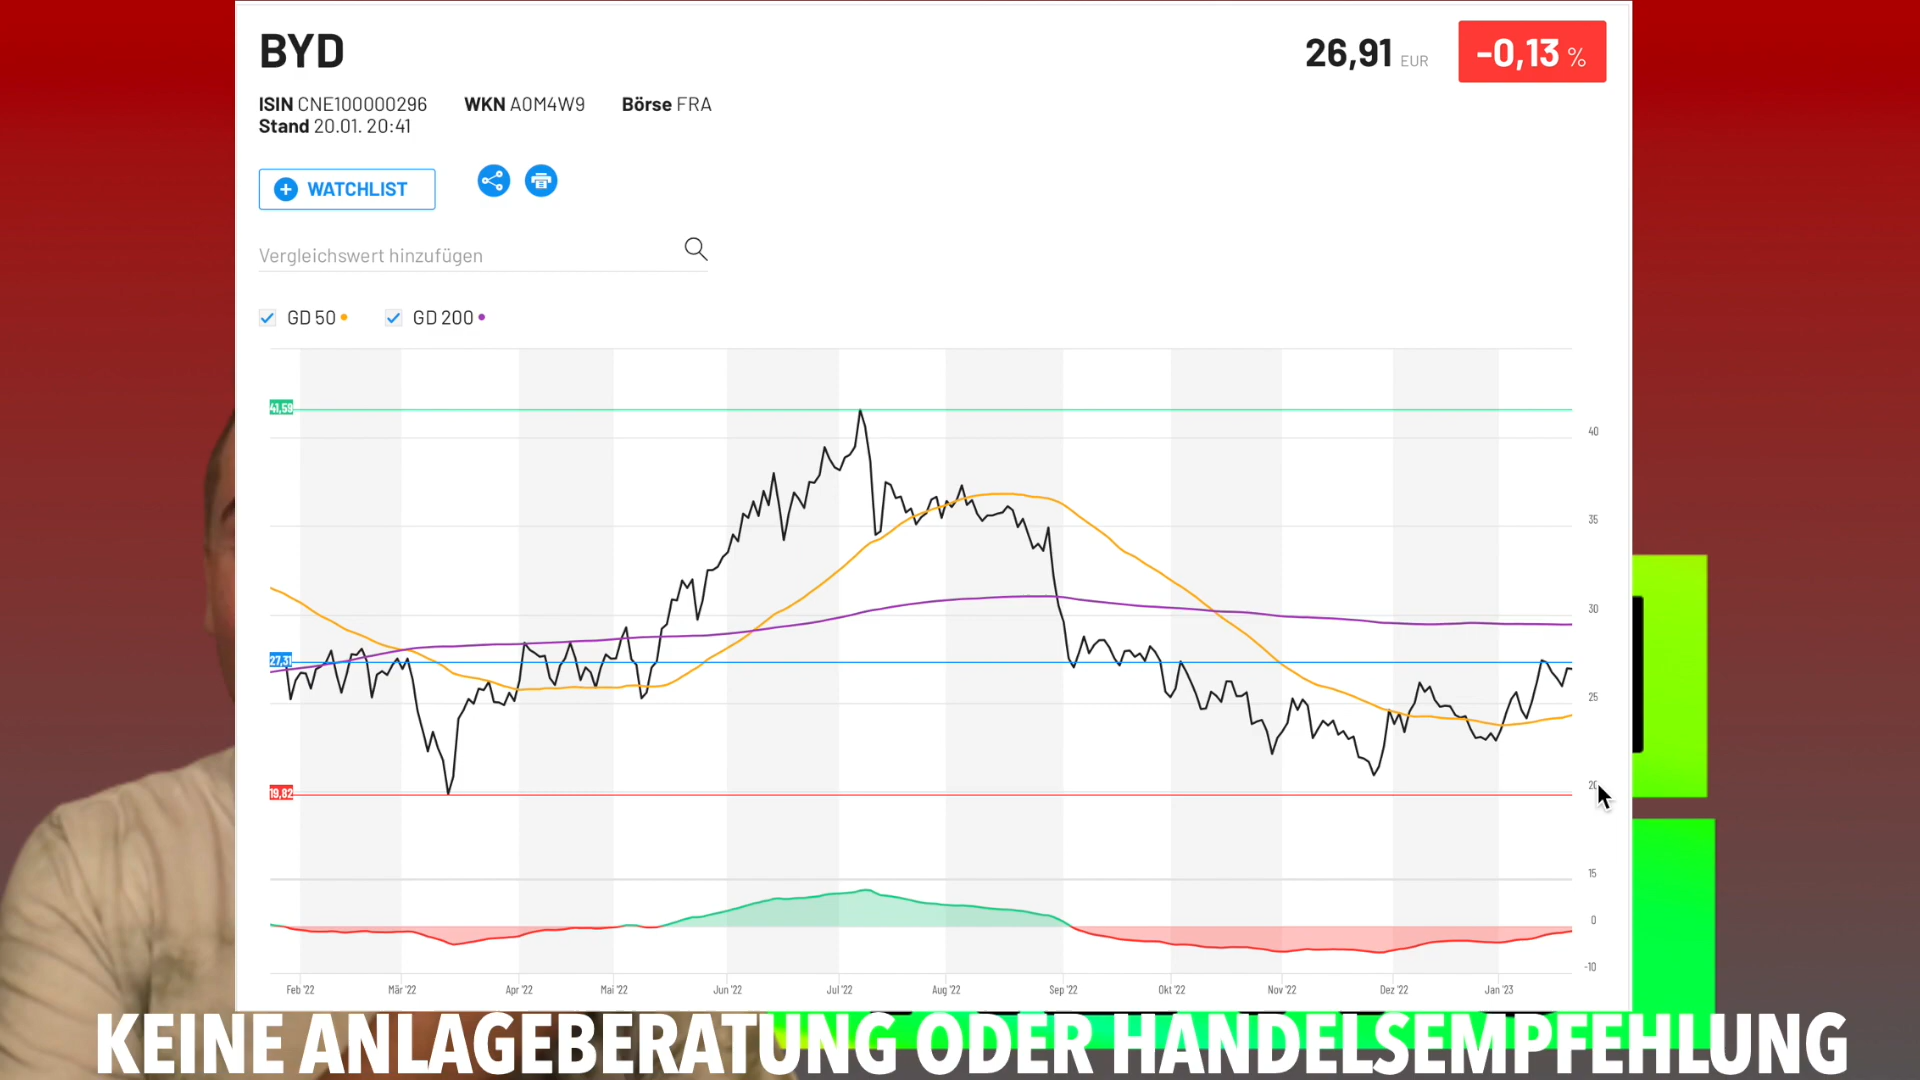 BYD
26,91 EUR
-0,13 %
ISIN CNE100000296 WKN A0M4W9 Börse FRA
Stand 20.01. 20:41
WATCHLIST
Vergleichswert hinzufügen
GD 50 GD 200
41,59
40
35
30
27,31
25
20
19,82
15
0
-10
Feb '22 Mär '22 Apr '22 Mai '22 Jun '22 Jul '22 Aug '22 Sep '22 Okt '22 Nov '22 Dez '22 Jan '23
KEINE ANLAGEBERATUNG ODER HANDELSEMPFEHLUNG